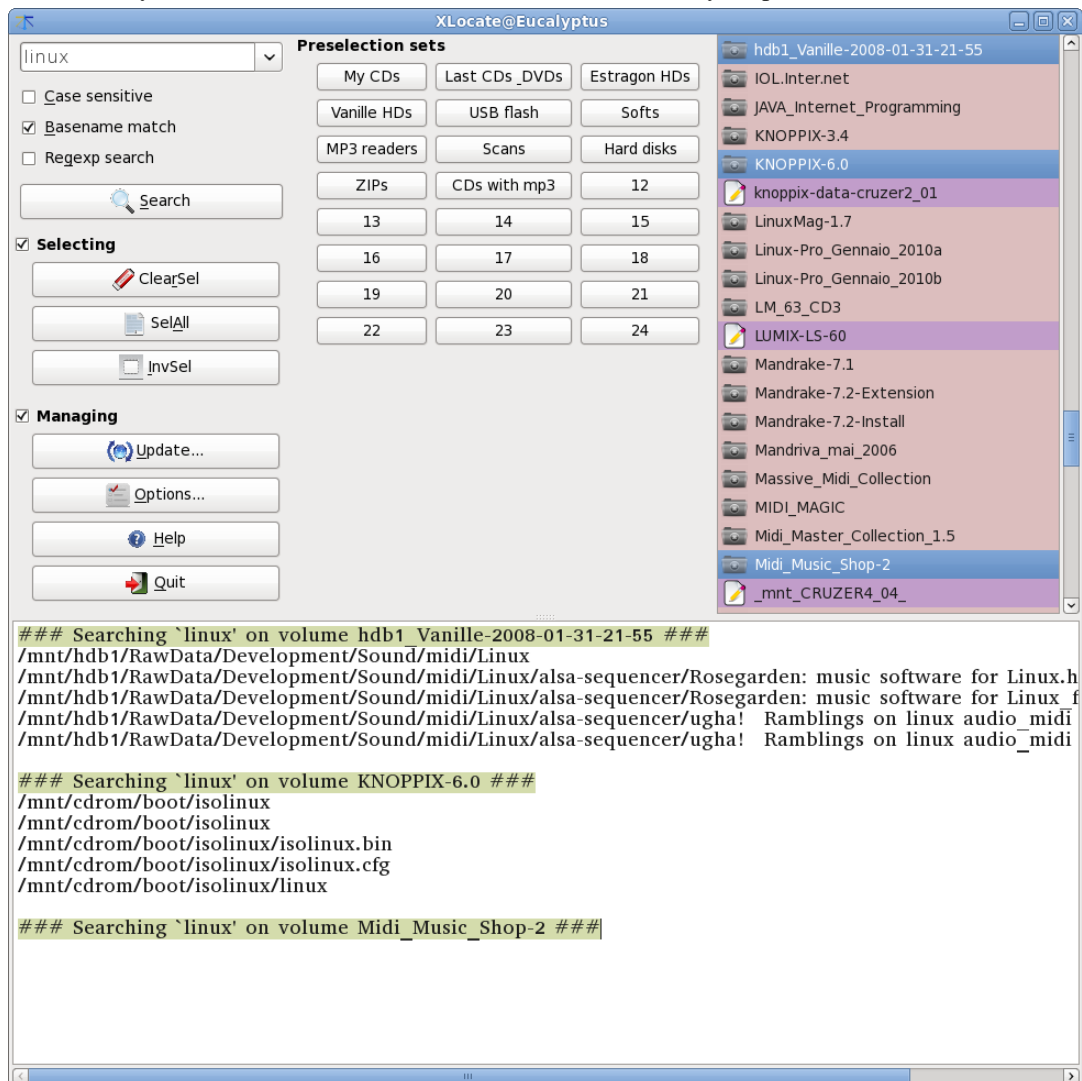 XLocate@Eucalyptus
linux
Case sensitive
Basename match
Regexp search
Search
Selecting
ClearSel
SelAll
InvSel
Managing
Update...
Options...
Help
Quit
Preselection sets
My CDs Last CDs_DVDs Estragon HDs
Vanille HDs USB flash Softs
MP3 readers Scans Hard disks
ZIPs CDs with mp3 12
13 14 15
16 17 18
19 20 21
22 23 24
hdb1_Vanille-2008-01-31-21-55
IOL.Inter.net
JAVA_Internet_Programming
KNOPPIX-3.4
KNOPPIX-6.0
knoppix-data-cruzer2_01
LinuxMag-1.7
Linux-Pro_Gennaio_2010a
Linux-Pro_Gennaio_2010b
LM_63_CD3
LUMIX-LS-60
Mandrake-7.1
Mandrake-7.2-Extension
Mandrake-7.2-Install
Mandriva_mai_2006
Massive_Midi_Collection
MIDI_MAGIC
Midi_Master_Collection_1.5
Midi_Music_Shop-2
_mnt_CRUZER4_04_
### Searching `linux' on volume hdb1_Vanille-2008-01-31-21-55 ###
/mnt/hdb1/RawData/Development/Sound/midi/Linux
/mnt/hdb1/RawData/Development/Sound/midi/Linux/alsa-sequencer/Rosegarden: music software for Linux.h
/mnt/hdb1/RawData/Development/Sound/midi/Linux/alsa-sequencer/Rosegarden: music software for Linux_f
/mnt/hdb1/RawData/Development/Sound/midi/Linux/alsa-sequencer/ugha!  Ramblings on linux audio_midi
/mnt/hdb1/RawData/Development/Sound/midi/Linux/alsa-sequencer/ugha!  Ramblings on linux audio_midi
### Searching `linux' on volume KNOPPIX-6.0 ###
/mnt/cdrom/boot/isolinux
/mnt/cdrom/boot/isolinux
/mnt/cdrom/boot/isolinux/isolinux.bin
/mnt/cdrom/boot/isolinux/isolinux.cfg
/mnt/cdrom/boot/isolinux/linux
### Searching `linux' on volume Midi_Music_Shop-2 ###